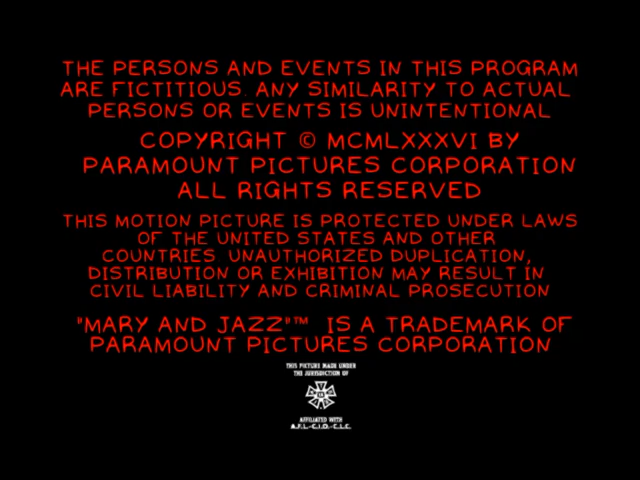 THE PERSONS AND EVENTS IN THIS PROGRAM
ARE FICTITIOUS. ANY SIMILARITY TO ACTUAL
PERSONS OR EVENTS IS UNINTENTIONAL
COPYRIGHT © MCMLXXXVI BY
PARAMOUNT PICTURES CORPORATION
ALL RIGHTS RESERVED
THIS MOTION PICTURE IS PROTECTED UNDER LAWS
OF THE UNITED STATES AND OTHER
COUNTRIES. UNAUTHORIZED DUPLICATION,
DISTRIBUTION OR EXHIBITION MAY RESULT IN
CIVIL LIABILITY AND CRIMINAL PROSECUTION
"MARY AND JAZZ"™ IS A TRADEMARK OF
PARAMOUNT PICTURES CORPORATION
THIS PICTURE MADE UNDER
THE JURISDICTION OF
AFFILIATED WITH
A.F.L.-C.I.O.-C.L.C.